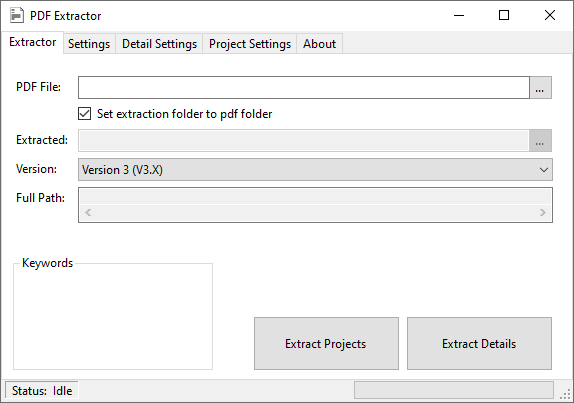 PDF Extractor
Extractor Settings Detail Settings Project Settings About
PDF File: ...
Set extraction folder to pdf folder
Extracted: ...
Version: Version 3 (V3.X)
Full Path:
Keywords
Extract Projects Extract Details
Status: Idle